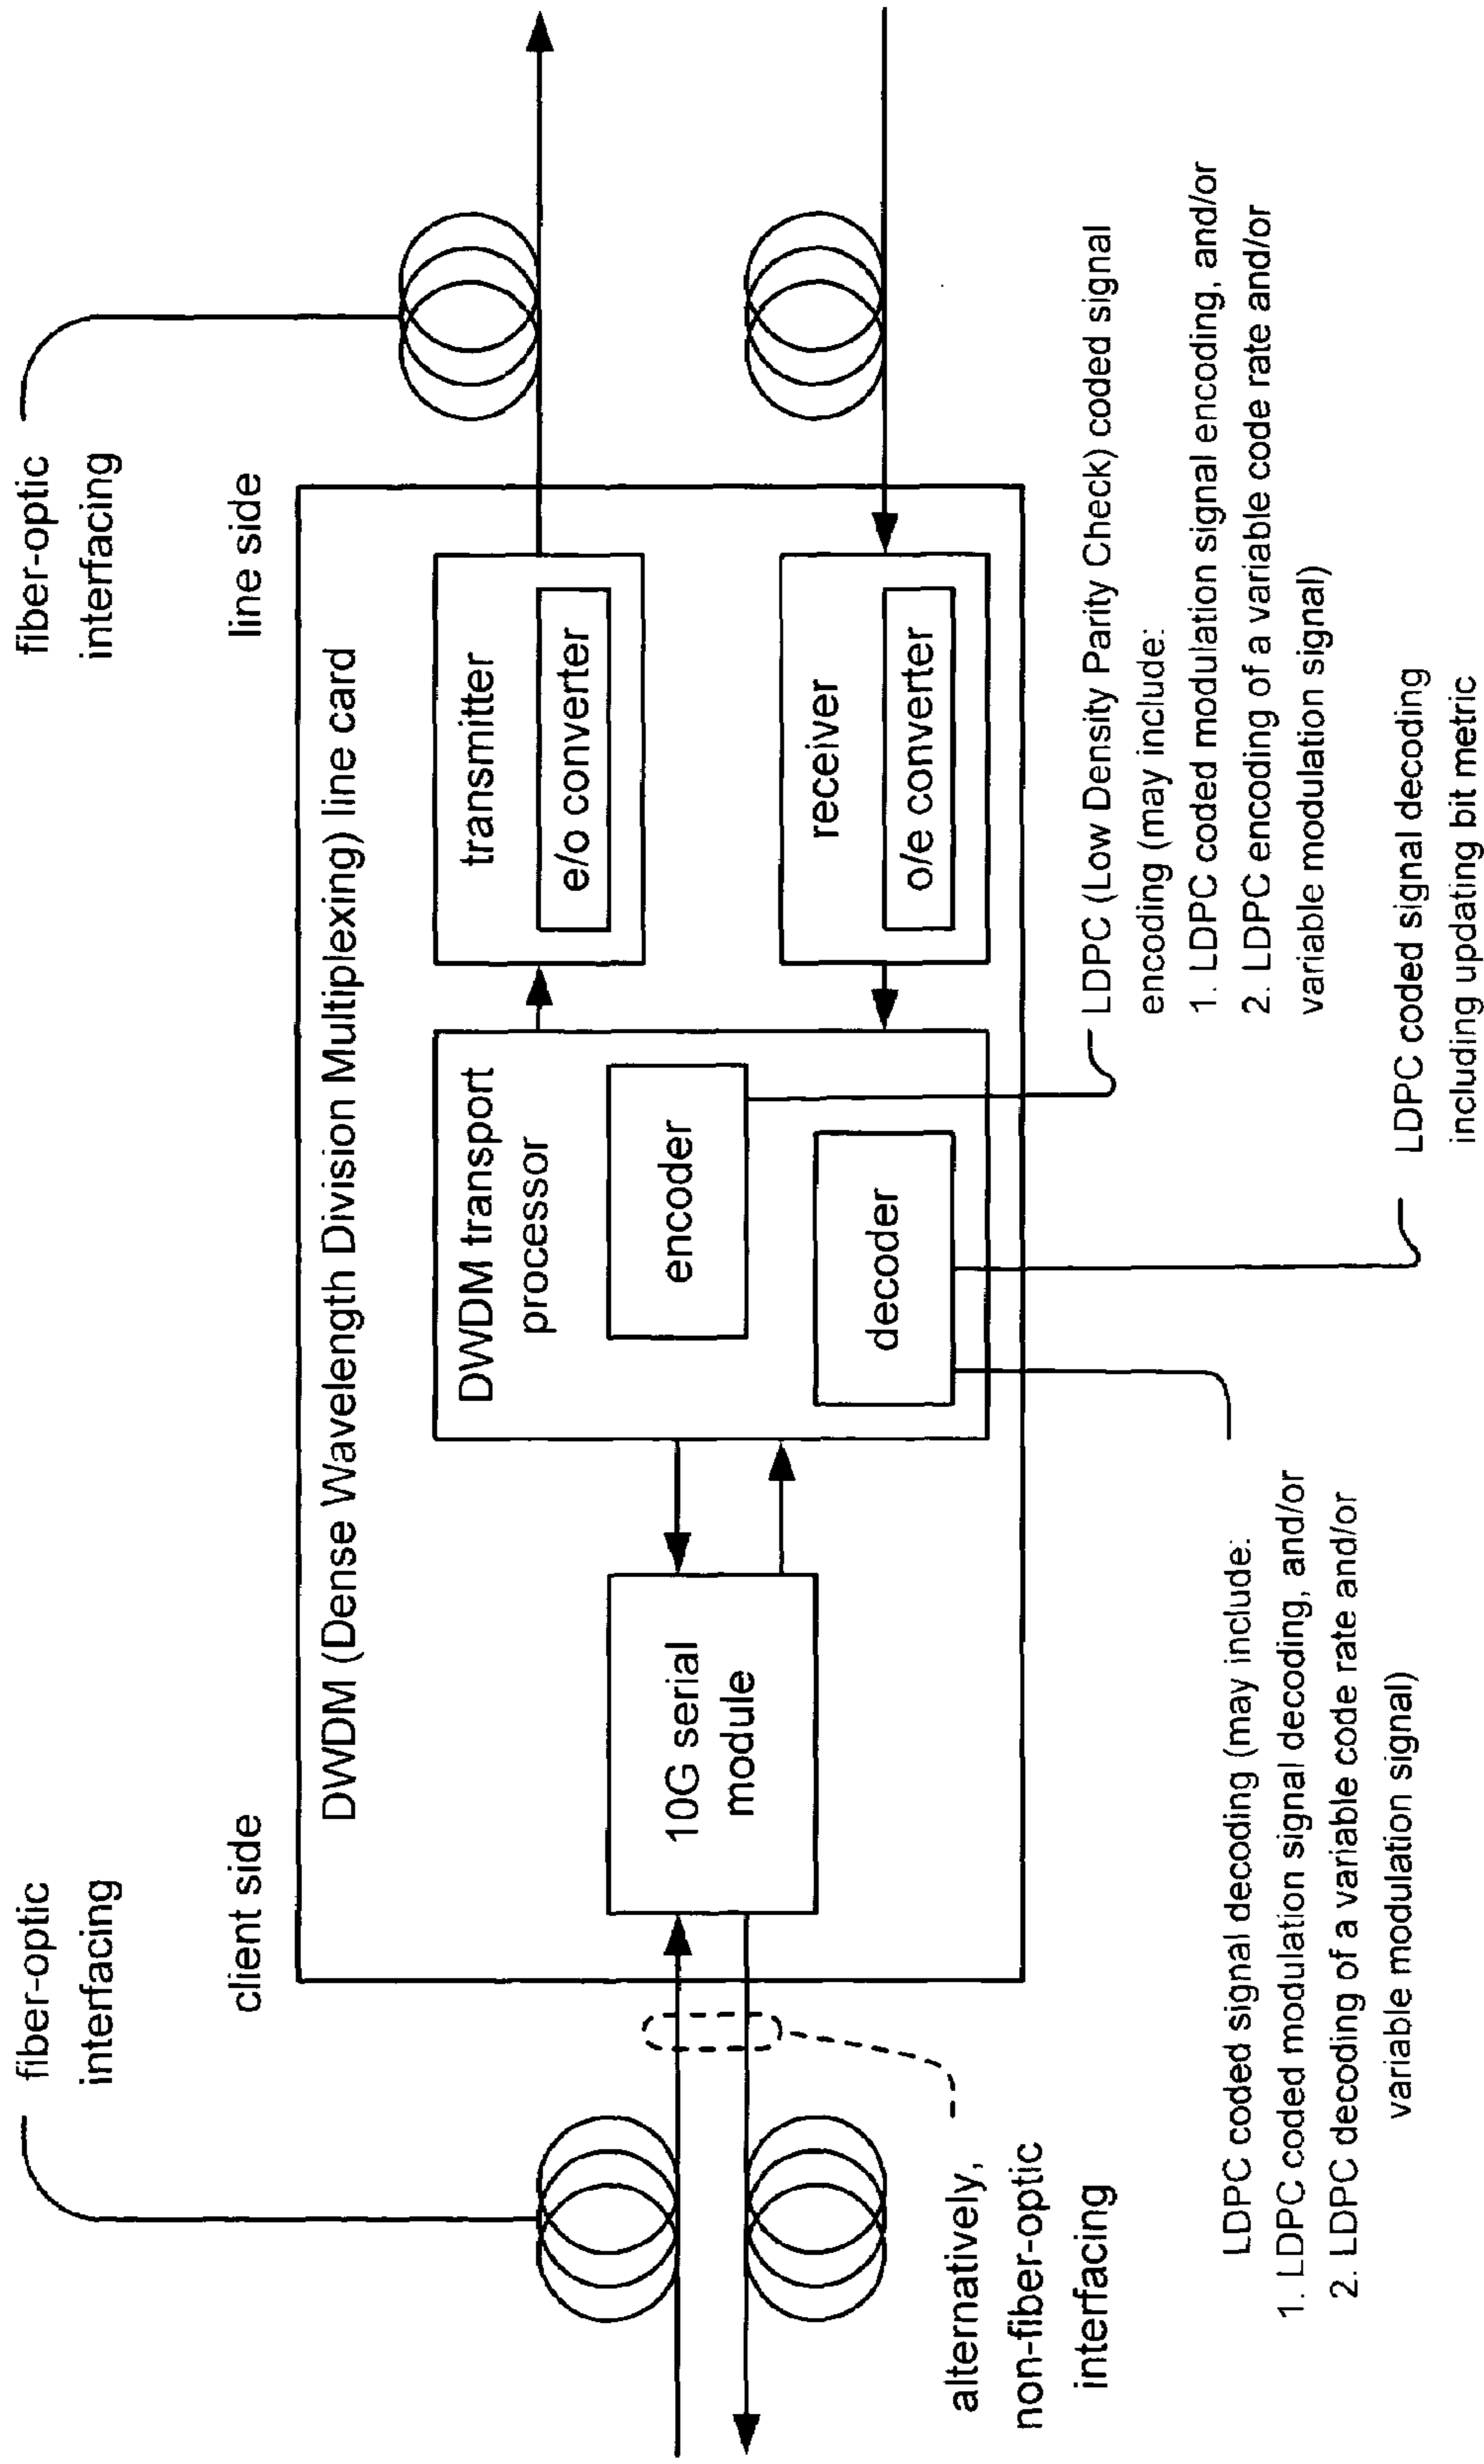 fiber-optic
interfacing
fiber-optic
interfacing
client side
line side
DWDM (Dense Wavelength Division Multiplexing) line card
10G serial
module
DWDM transport
processor
encoder
decoder
transmitter
e/o converter
receiver
o/e converter
alternatively,
non-fiber-optic
interfacing
LDPC (Low Density Parity Check) coded signal
encoding (may include:
1. LDPC coded modulation signal encoding, and/or
2. LDPC encoding of a variable code rate and/or
variable modulation signal)
LDPC coded signal decoding (may include:
1. LDPC coded modulation signal decoding, and/or
2. LDPC decoding of a variable code rate and/or
variable modulation signal)
LDPC coded signal decoding
including updating bit metric